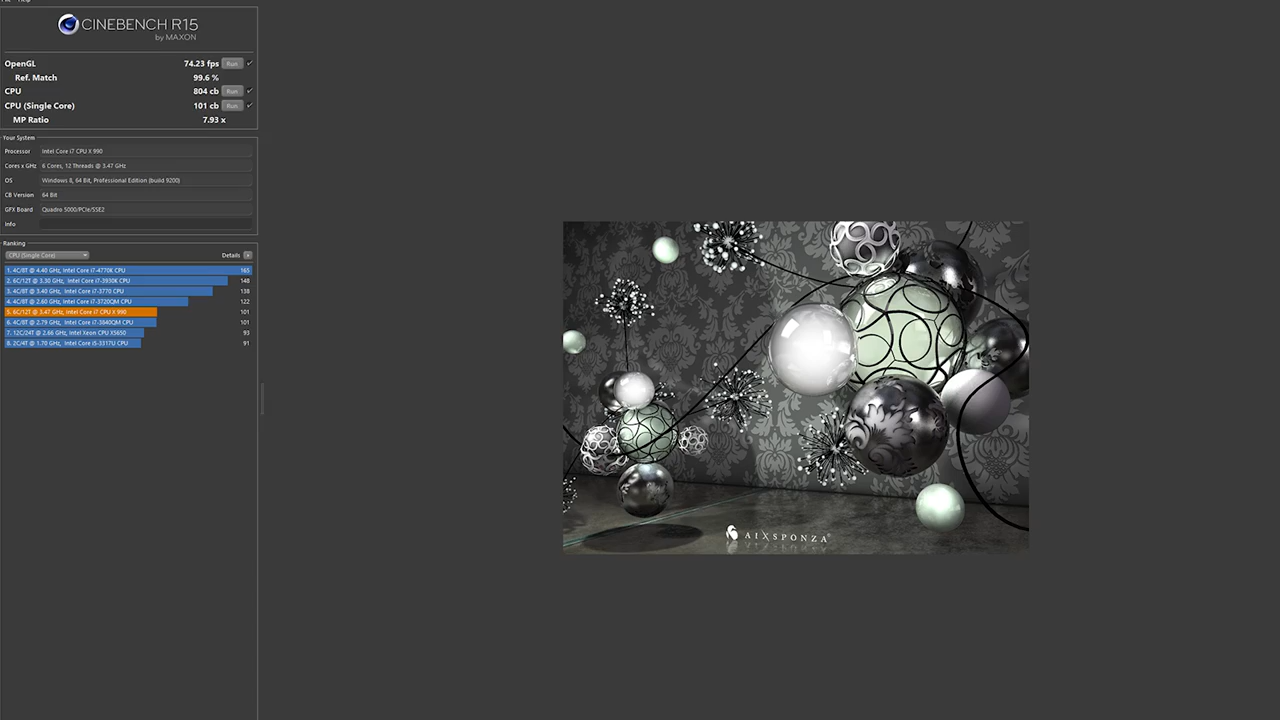 CINEBENCH R15
by MAXON
OpenGL 74.23 fps Run
Ref. Match 99.6 %
CPU 804 cb Run
CPU (Single Core) 101 cb Run
MP Ratio 7.93 x
Your System
Processor Intel Core i7 CPU X 990
Cores x GHz 6 Cores, 12 Threads @ 3.47 GHz
OS Windows 8, 64 Bit, Professional Edition (build 9200)
CB Version 64 Bit
GFX Board Quadro 5000/PCIe/SSE2
Info
Ranking
CPU (Single Core) Details
1. 4C/8T @ 4.40 GHz, Intel Core i7-4770K CPU 165
2. 6C/12T @ 3.30 GHz, Intel Core i7-3930K CPU 148
3. 4C/8T @ 3.40 GHz, Intel Core i7-3770 CPU 138
4. 4C/8T @ 2.60 GHz, Intel Core i7-3720QM CPU 122
5. 6C/12T @ 3.47 GHz, Intel Core i7 CPU X 990 101
6. 4C/8T @ 2.79 GHz, Intel Core i7-3840QM CPU 101
7. 12C/24T @ 2.66 GHz, Intel Xeon CPU X5650 93
8. 2C/4T @ 1.70 GHz, Intel Core i5-3317U CPU 91
AIXSPONZA